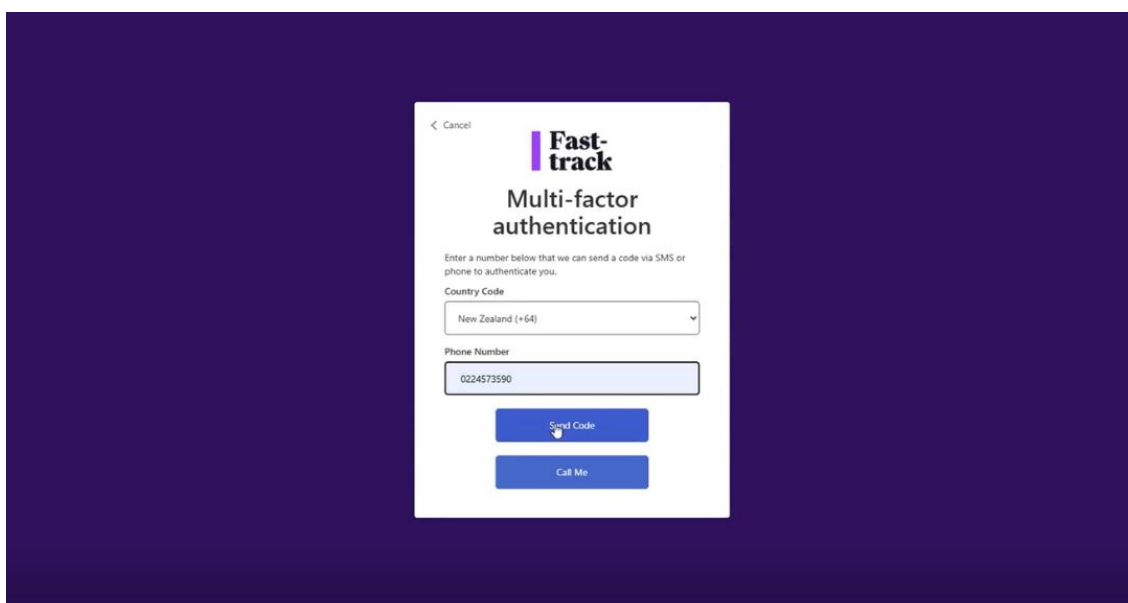 Cancel
Fast-
track
Multi-factor
authentication
Enter a number below that we can send a code via SMS or
phone to authenticate you.
Country Code
New Zealand (+64)
Phone Number
0224573590
Send Code
Call Me